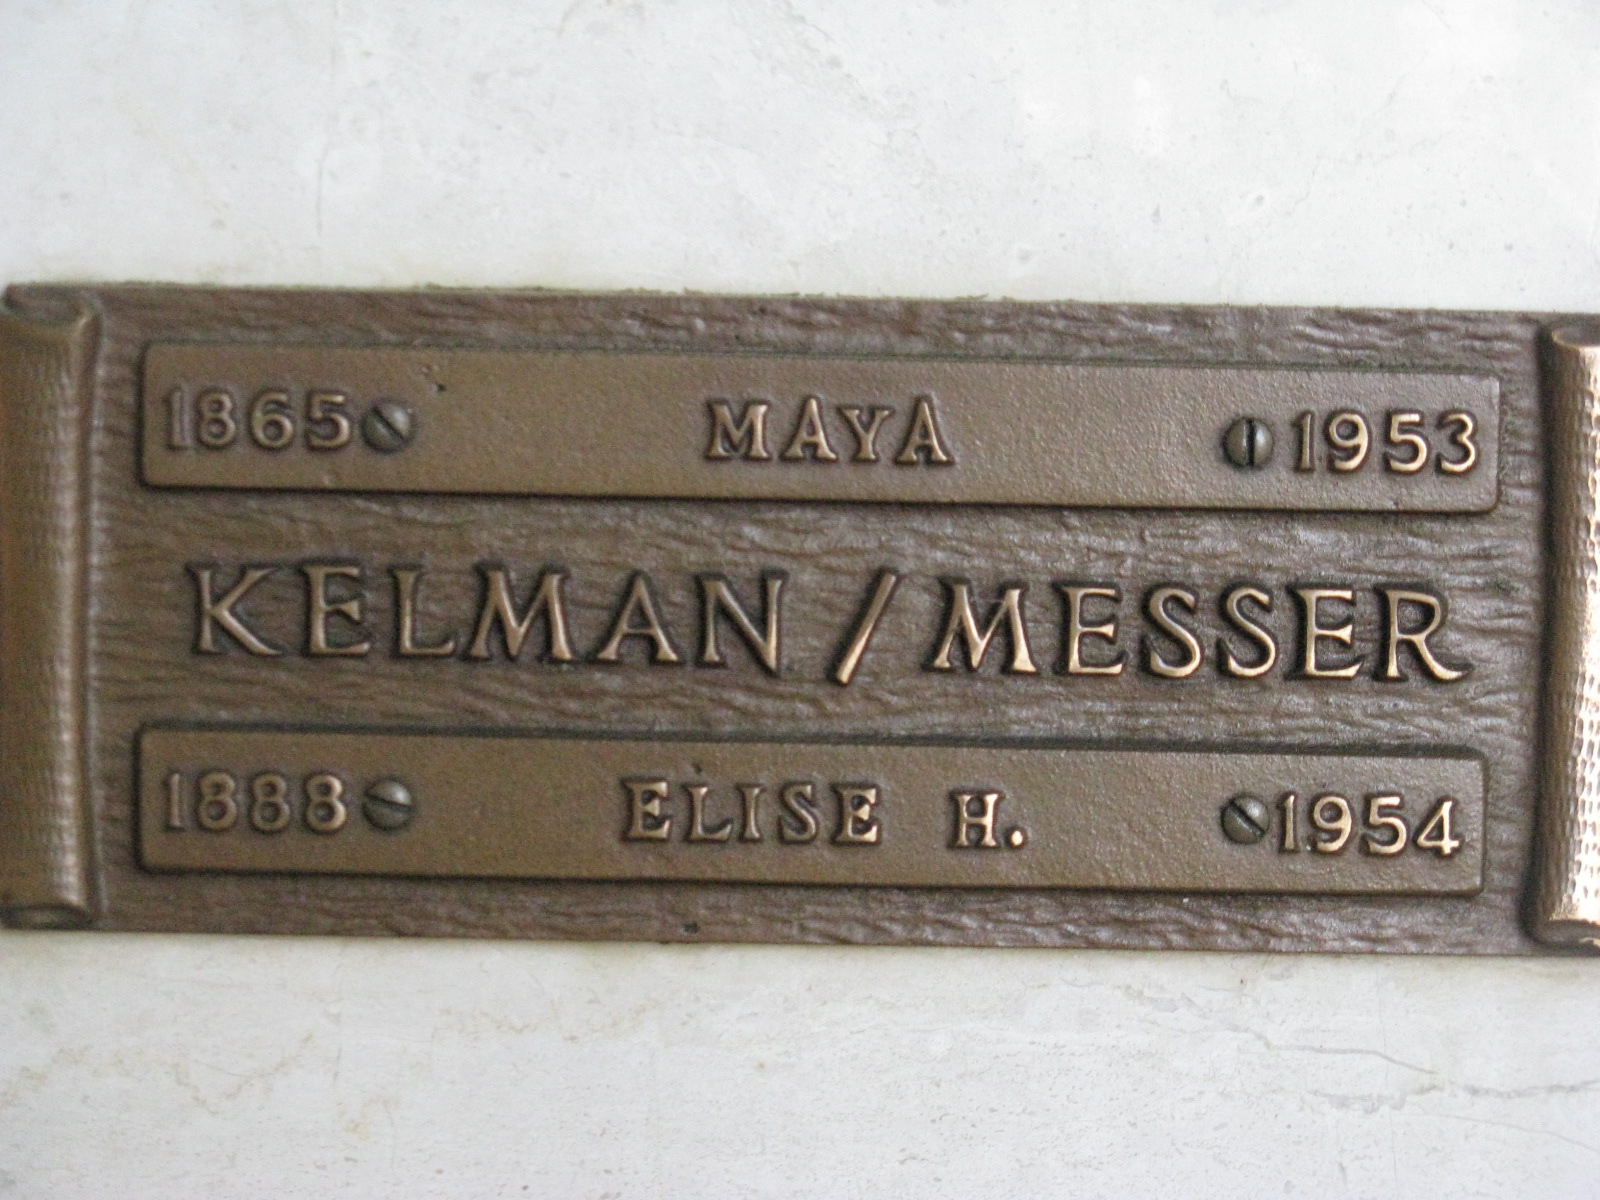 1865 MAYA 1953
KELMAN / MESSER
1888 ELISE H. 1954